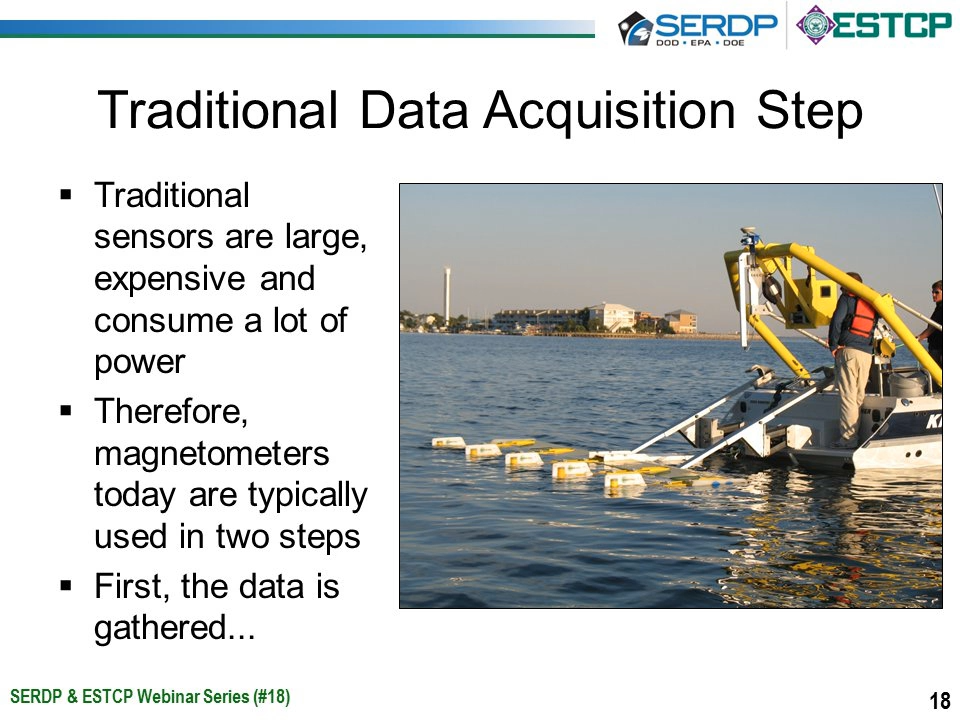 SERDP
DOD • EPA • DOE
ESTCP
Traditional Data Acquisition Step
▪ Traditional
sensors are large,
expensive and
consume a lot of
power
▪ Therefore,
magnetometers
today are typically
used in two steps
▪ First, the data is
gathered...
SERDP & ESTCP Webinar Series (#18)
18